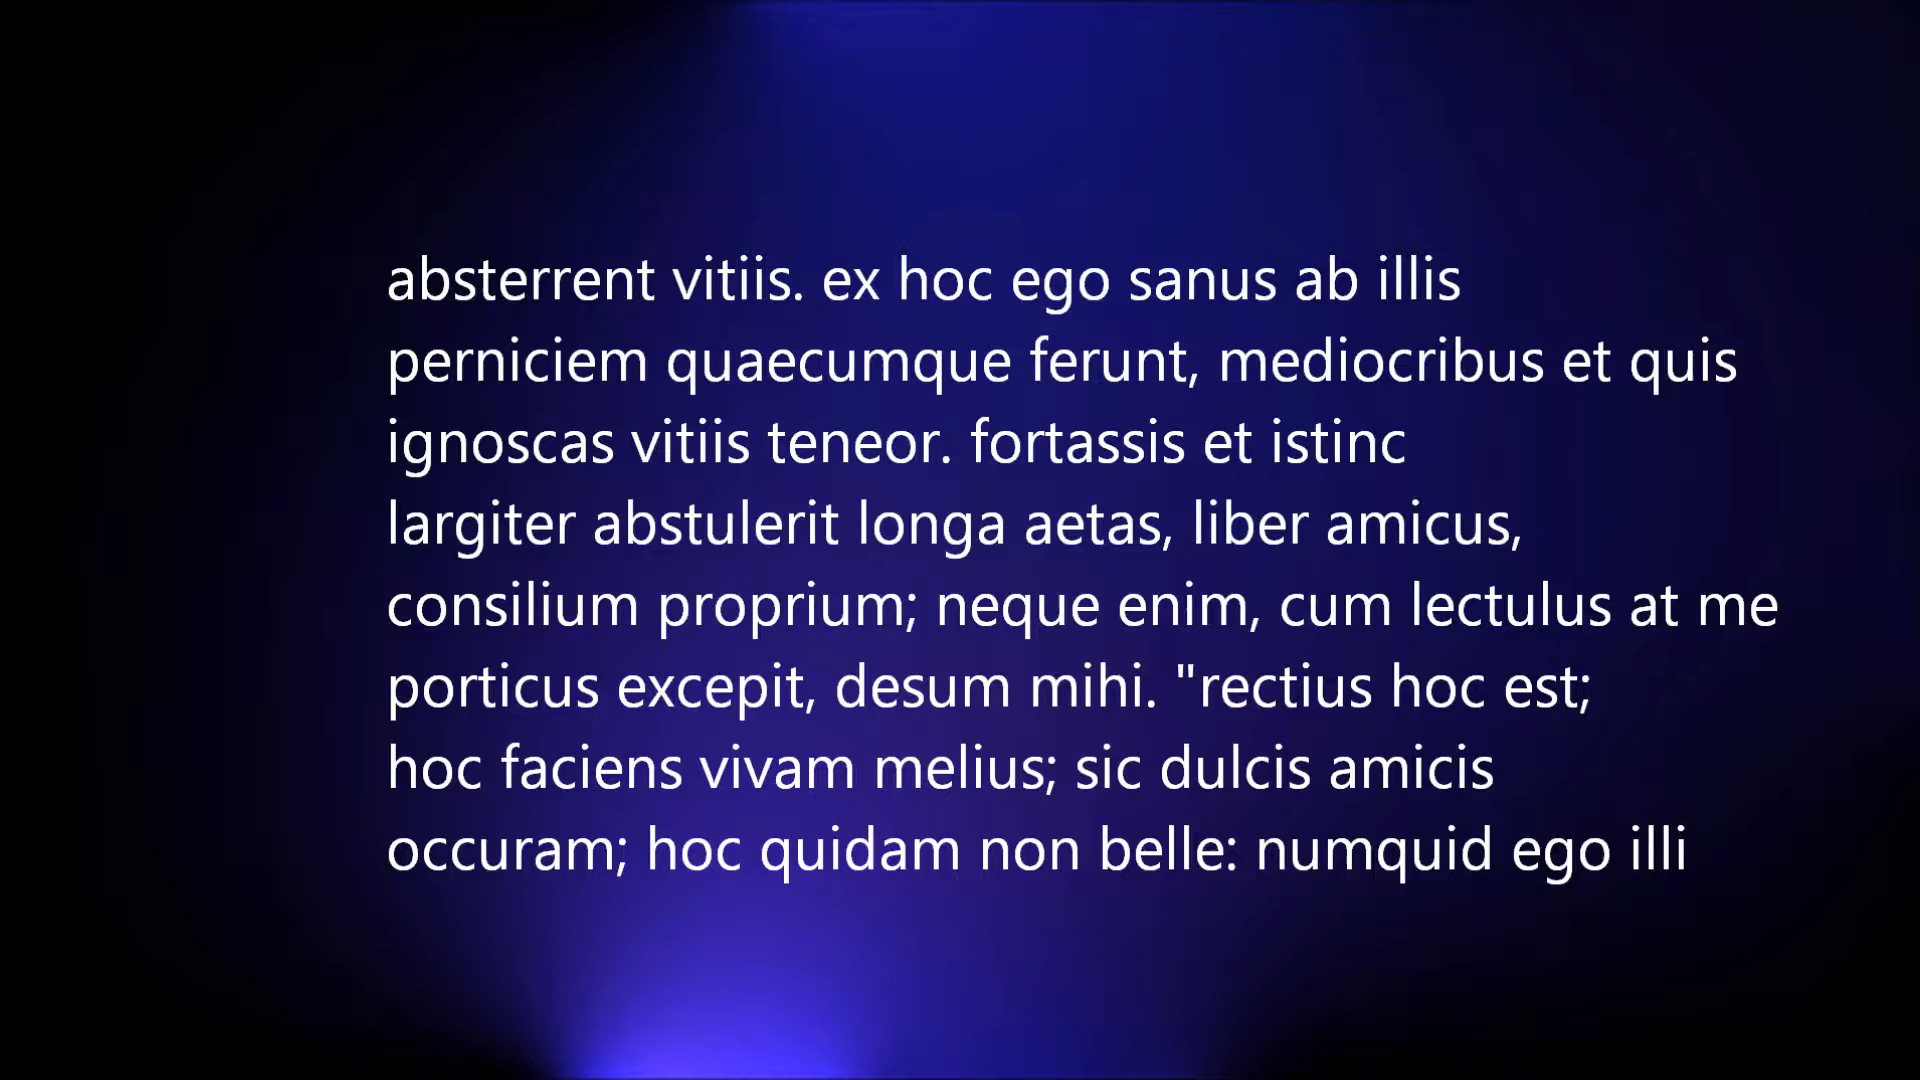 absterrent vitiis. ex hoc ego sanus ab illis
perniciem quaecumque ferunt, mediocribus et quis
ignoscas vitiis teneor. fortassis et istinc
largiter abstulerit longa aetas, liber amicus,
consilium proprium; neque enim, cum lectulus at me
porticus excepit, desum mihi. "rectius hoc est;
hoc faciens vivam melius; sic dulcis amicis
occuram; hoc quidam non belle: numquid ego illi